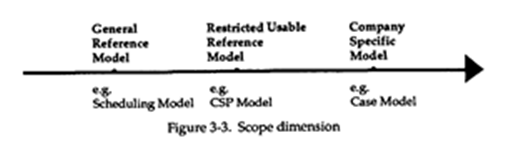 General
Reference
Model
Restricted Usable
Reference
Model
Company
Specific
Model
e.g.
Scheduling Model
e.g.
CSP Model
e.g.
Case Model
Figure 3-3. Scope dimension